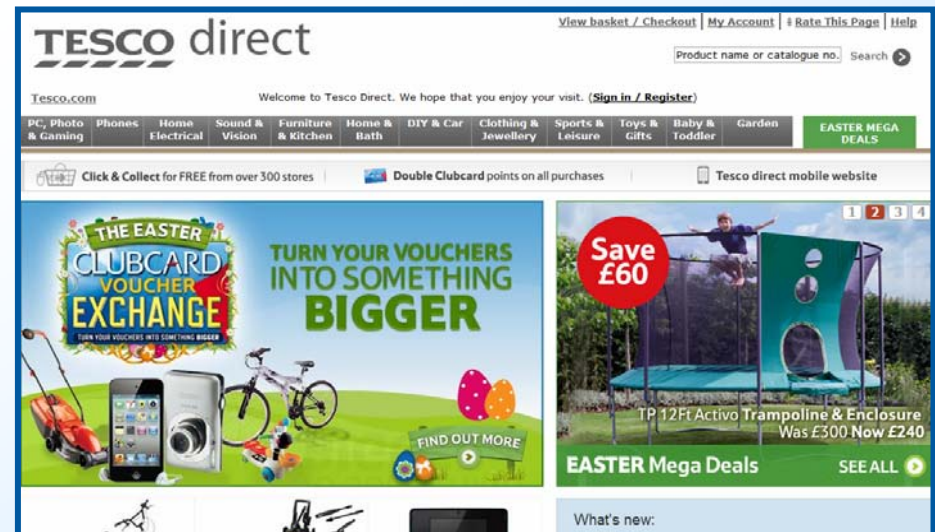 TESCO direct
View basket / Checkout | My Account | Rate This Page | Help
Product name or catalogue no. Search
Tesco.com
Welcome to Tesco Direct. We hope that you enjoy your visit. (Sign in / Register)
PC, Photo & Gaming
Phones
Home Electrical
Sound & Vision
Furniture & Kitchen
Home & Bath
DIY & Car
Clothing & Jewellery
Sports & Leisure
Toys & Gifts
Baby & Toddler
Garden
EASTER MEGA DEALS
Click & Collect for FREE from over 300 stores
Double Clubcard points on all purchases
Tesco direct mobile website
THE EASTER
CLUBCARD
VOUCHER
EXCHANGE
TURN YOUR VOUCHERS INTO SOMETHING BIGGER
TURN YOUR VOUCHERS
INTO SOMETHING
BIGGER
FIND OUT MORE
1 2 3 4
Save
£60
TP 12Ft Activo Trampoline & Enclosure
Was £300 Now £240
EASTER Mega Deals
SEE ALL
What's new: